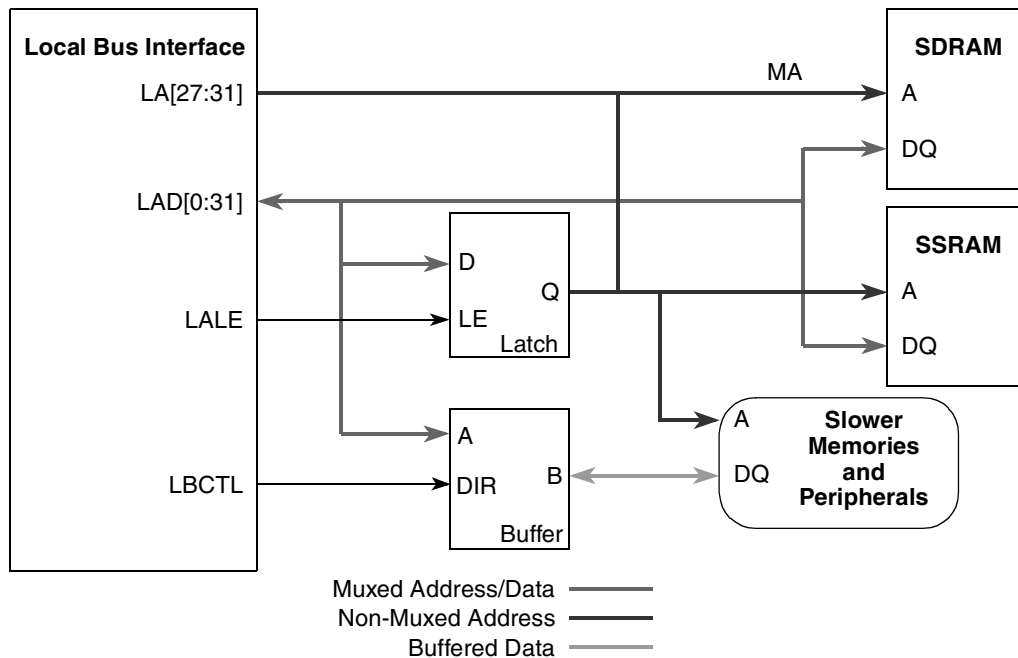 Local Bus Interface
LA[27:31]
LAD[0:31]
LALE
LBCTL
MA
SDRAM
A
DQ
SSRAM
A
DQ
D
LE
Q
Latch
A
DIR
B
Buffer
A
DQ
Slower
Memories
and
Peripherals
Muxed Address/Data
Non-Muxed Address
Buffered Data